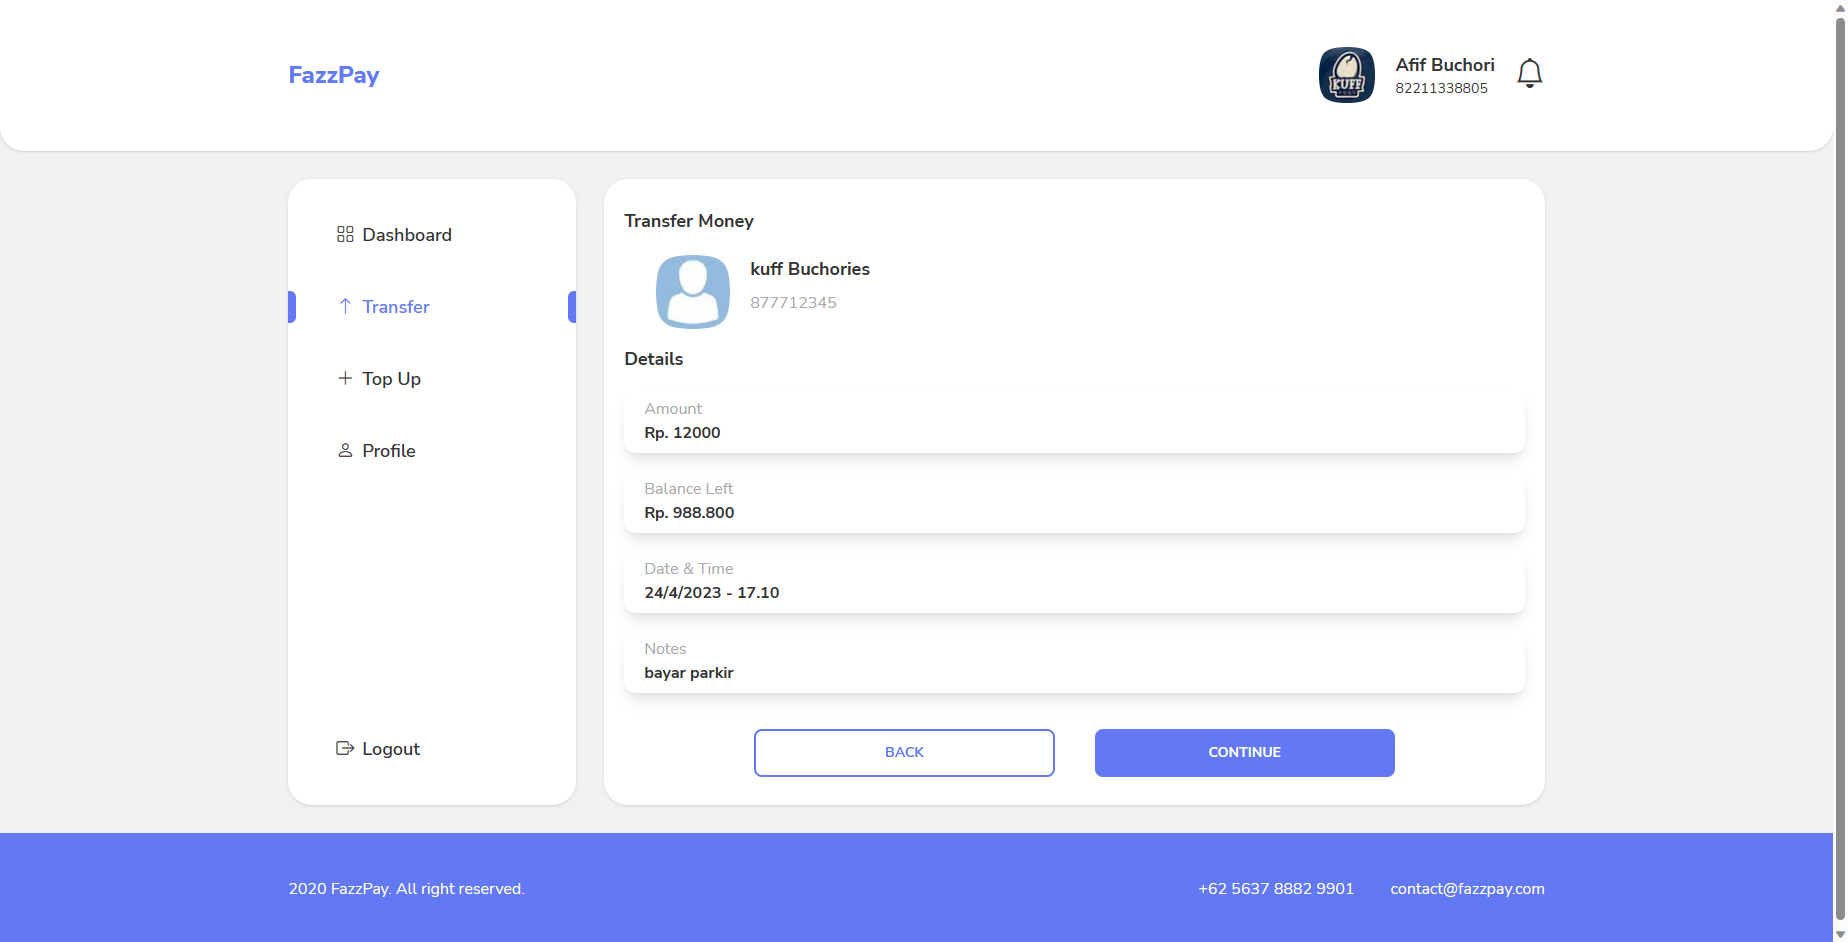 FazzPay
KUFF
Afif Buchori
82211338805
Dashboard
Transfer
Top Up
Profile
Logout
Transfer Money
kuff Buchories
877712345
Details
Amount
Rp. 12000
Balance Left
Rp. 988.800
Date & Time
24/4/2023 - 17.10
Notes
bayar parkir
BACK
CONTINUE
2020 FazzPay. All right reserved.
+62 5637 8882 9901
contact@fazzpay.com